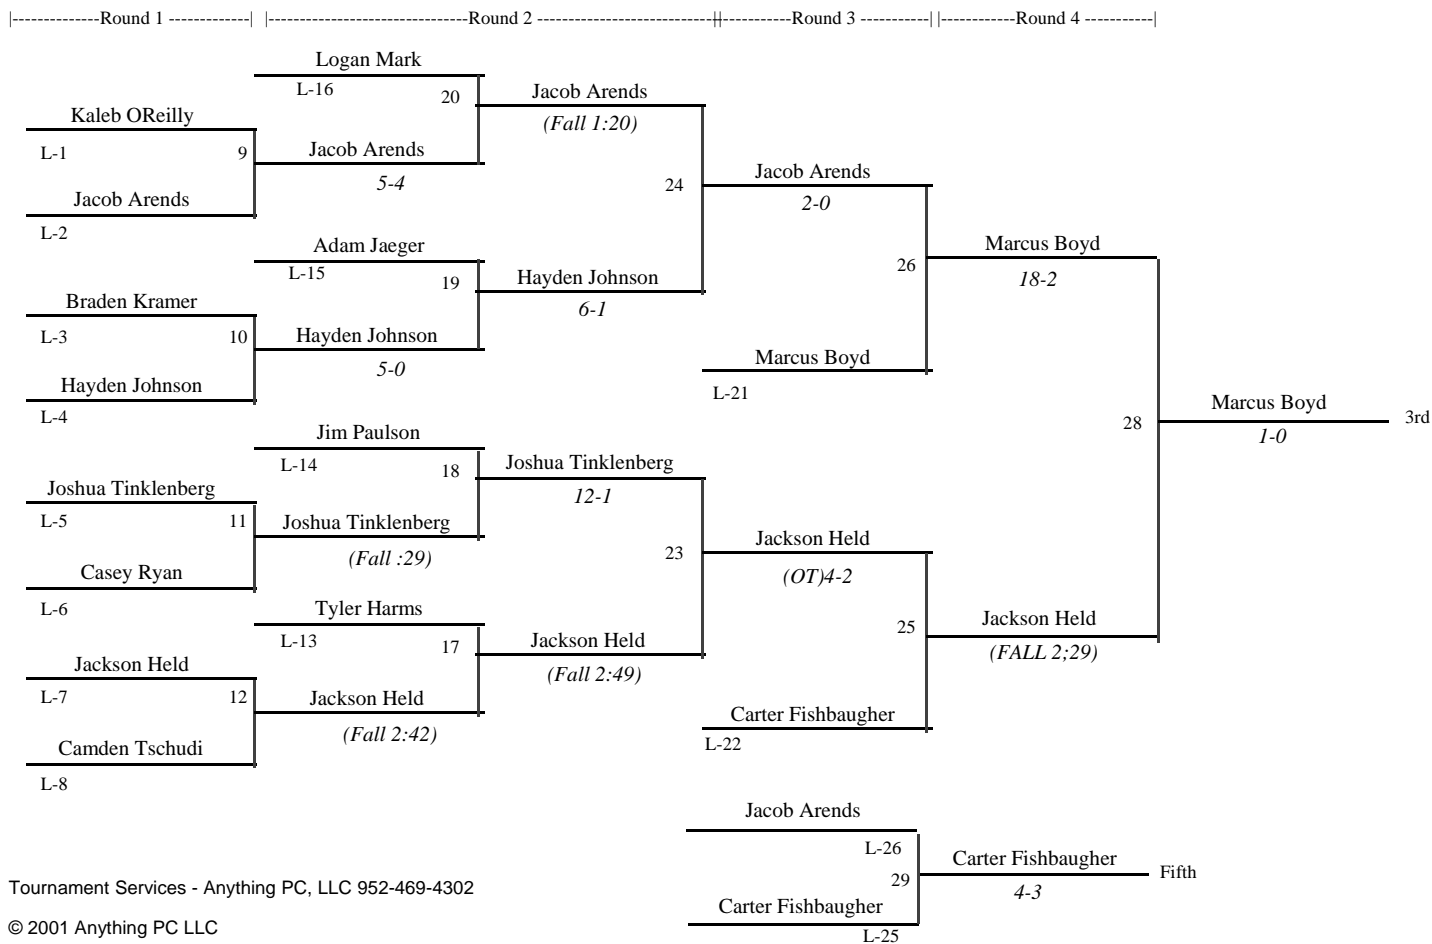 |-------------Round 1 -------------| |--------------------------Round 2 -----------------------||-----------Round 3 -----------| |------------Round 4 -----------|
Logan Mark
L-16
20
Jacob Arends
(Fall 1:20)
Kaleb OReilly
L-1
9
Jacob Arends
5-4
Jacob Arends
L-2
24
Jacob Arends
2-0
Adam Jaeger
L-15
19
Hayden Johnson
6-1
Marcus Boyd
18-2
26
Braden Kramer
L-3
10
Hayden Johnson
5-0
Hayden Johnson
L-4
Marcus Boyd
L-21
Marcus Boyd
1-0
3rd
28
Jim Paulson
L-14
18
Joshua Tinklenberg
12-1
Joshua Tinklenberg
L-5
11
Joshua Tinklenberg
(Fall :29)
Casey Ryan
L-6
23
Jackson Held
(OT)4-2
Tyler Harms
L-13
17
Jackson Held
(Fall 2:49)
25
Jackson Held
(FALL 2;29)
Jackson Held
L-7
12
Jackson Held
(Fall 2:42)
Camden Tschudi
L-8
Carter Fishbaugher
L-22
Jacob Arends
L-26
29
Carter Fishbaugher
4-3
Fifth
Carter Fishbaugher
L-25
Tournament Services - Anything PC, LLC 952-469-4302
© 2001 Anything PC LLC